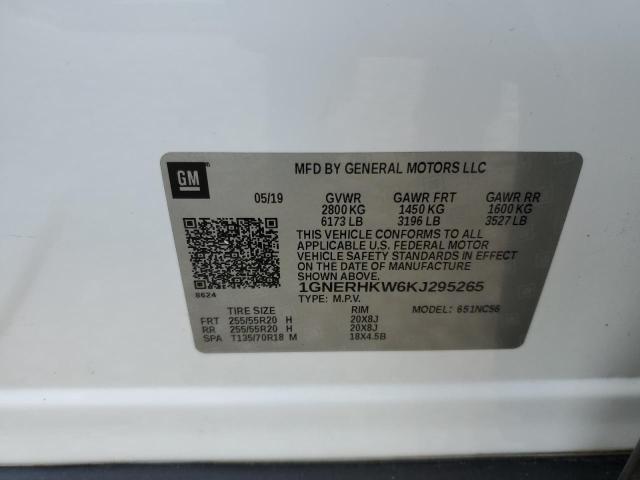 GM
MFD BY GENERAL MOTORS LLC
05/19 GVWR GAWR FRT GAWR RR
2800 KG 1450 KG 1600 KG
6173 LB 3196 LB 3527 LB
THIS VEHICLE CONFORMS TO ALL
APPLICABLE U.S. FEDERAL MOTOR
VEHICLE SAFETY STANDARDS IN EFFECT
ON THE DATE OF MANUFACTURE
SHOWN ABOVE.
1GNERHKW6KJ295265
8624 TYPE: M.P.V.
TIRE SIZE RIM MODEL: 651NC56
FRT 255/55R20 H 20X8J
RR 255/55R20 H 20X8J
SPA T135/70R18 M 18X4.5B